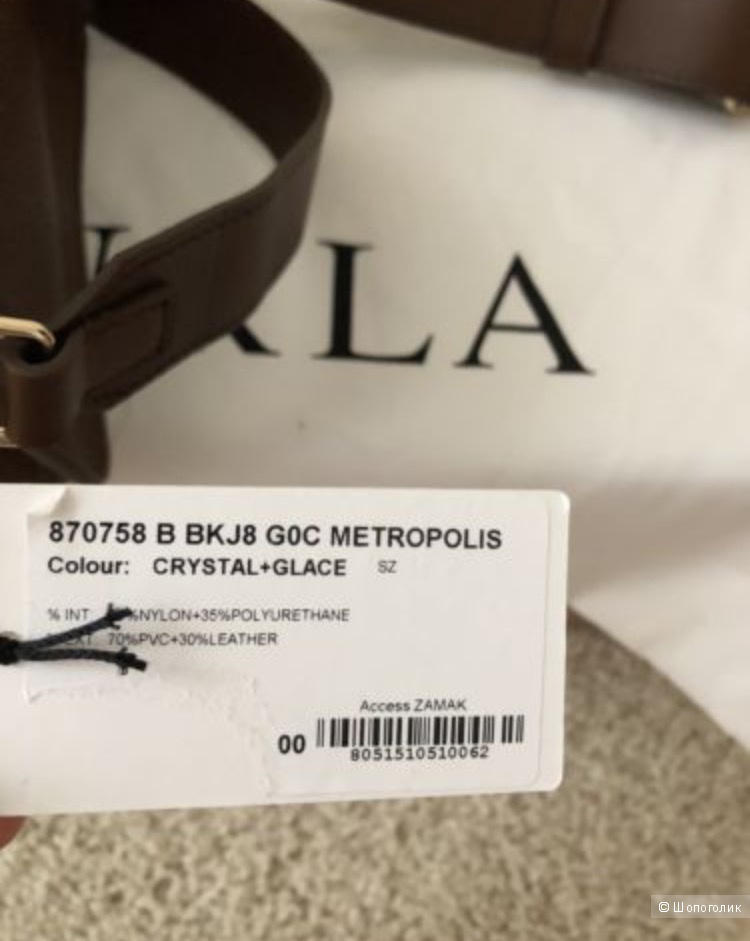 LA
870758 B BKJ8 G0C METROPOLIS
Colour: CRYSTAL+GLACE SZ
% INT %NYLON+35%POLYURETHANE
70%PVC+30%LEATHER
Access ZAMAK
00
8051510510062
© Шопоголик